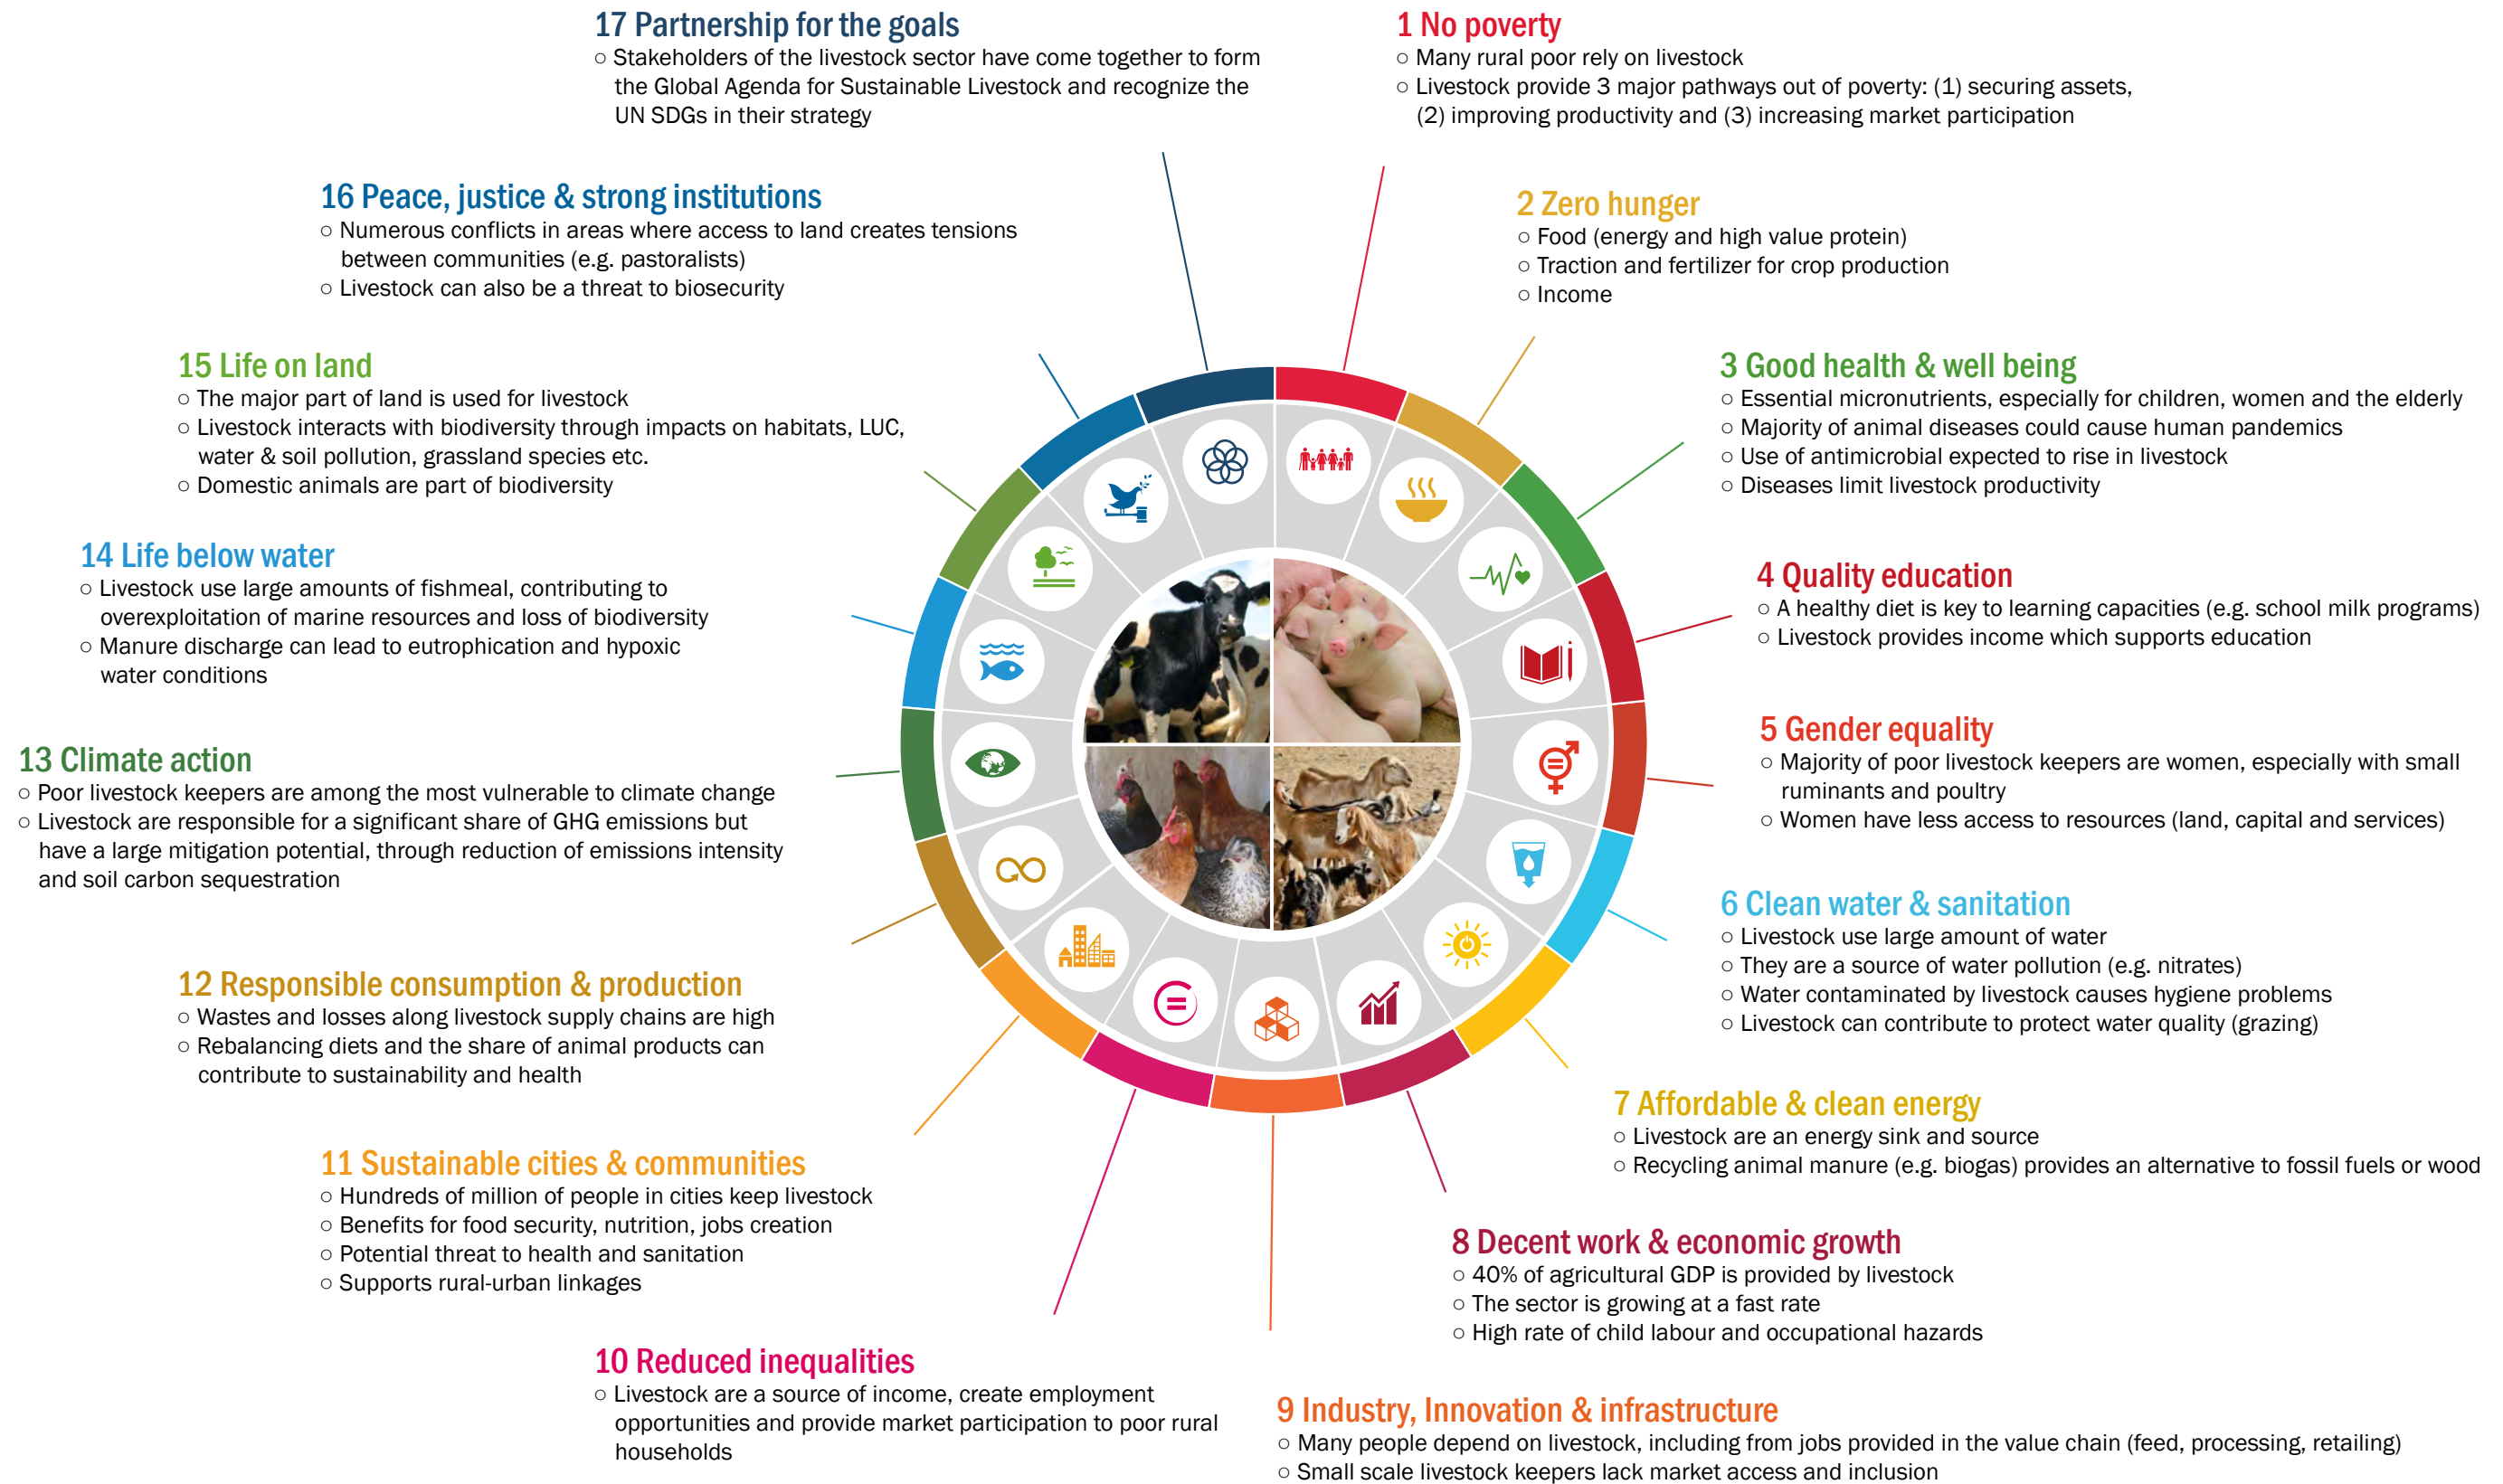 17 Partnership for the goals
○ Stakeholders of the livestock sector have come together to form
the Global Agenda for Sustainable Livestock and recognize the
UN SDGs in their strategy
1 No poverty
○ Many rural poor rely on livestock
○ Livestock provide 3 major pathways out of poverty: (1) securing assets,
(2) improving productivity and (3) increasing market participation
16 Peace, justice & strong institutions
○ Numerous conflicts in areas where access to land creates tensions
between communities (e.g. pastoralists)
○ Livestock can also be a threat to biosecurity
2 Zero hunger
○ Food (energy and high value protein)
○ Traction and fertilizer for crop production
○ Income
15 Life on land
○ The major part of land is used for livestock
○ Livestock interacts with biodiversity through impacts on habitats, LUC,
water & soil pollution, grassland species etc.
○ Domestic animals are part of biodiversity
3 Good health & well being
○ Essential micronutrients, especially for children, women and the elderly
○ Majority of animal diseases could cause human pandemics
○ Use of antimicrobial expected to rise in livestock
○ Diseases limit livestock productivity
14 Life below water
○ Livestock use large amounts of fishmeal, contributing to
overexploitation of marine resources and loss of biodiversity
○ Manure discharge can lead to eutrophication and hypoxic
water conditions
4 Quality education
○ A healthy diet is key to learning capacities (e.g. school milk programs)
○ Livestock provides income which supports education
13 Climate action
○ Poor livestock keepers are among the most vulnerable to climate change
○ Livestock are responsible for a significant share of GHG emissions but
have a large mitigation potential, through reduction of emissions intensity
and soil carbon sequestration
5 Gender equality
○ Majority of poor livestock keepers are women, especially with small
ruminants and poultry
○ Women have less access to resources (land, capital and services)
12 Responsible consumption & production
○ Wastes and losses along livestock supply chains are high
○ Rebalancing diets and the share of animal products can
contribute to sustainability and health
6 Clean water & sanitation
○ Livestock use large amount of water
○ They are a source of water pollution (e.g. nitrates)
○ Water contaminated by livestock causes hygiene problems
○ Livestock can contribute to protect water quality (grazing)
11 Sustainable cities & communities
○ Hundreds of million of people in cities keep livestock
○ Benefits for food security, nutrition, jobs creation
○ Potential threat to health and sanitation
○ Supports rural-urban linkages
7 Affordable & clean energy
○ Livestock are an energy sink and source
○ Recycling animal manure (e.g. biogas) provides an alternative to fossil fuels or wood
8 Decent work & economic growth
○ 40% of agricultural GDP is provided by livestock
○ The sector is growing at a fast rate
○ High rate of child labour and occupational hazards
10 Reduced inequalities
○ Livestock are a source of income, create employment
opportunities and provide market participation to poor rural
households
9 Industry, Innovation & infrastructure
○ Many people depend on livestock, including from jobs provided in the value chain (feed, processing, retailing)
○ Small scale livestock keepers lack market access and inclusion